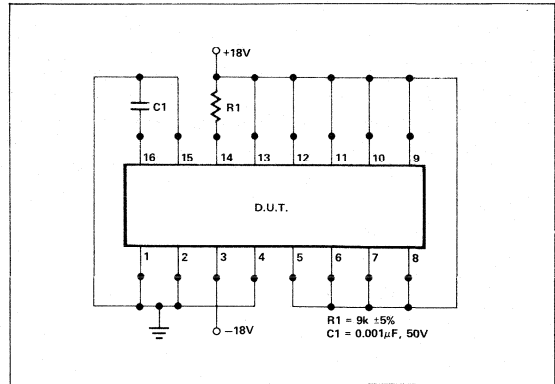 +18V
C1
R1
16 15 14 13 12 11 10 9
D.U.T.
1 2 3 4 5 6 7 8
−18V
R1 = 9k ±5%
C1 = 0.001μF, 50V